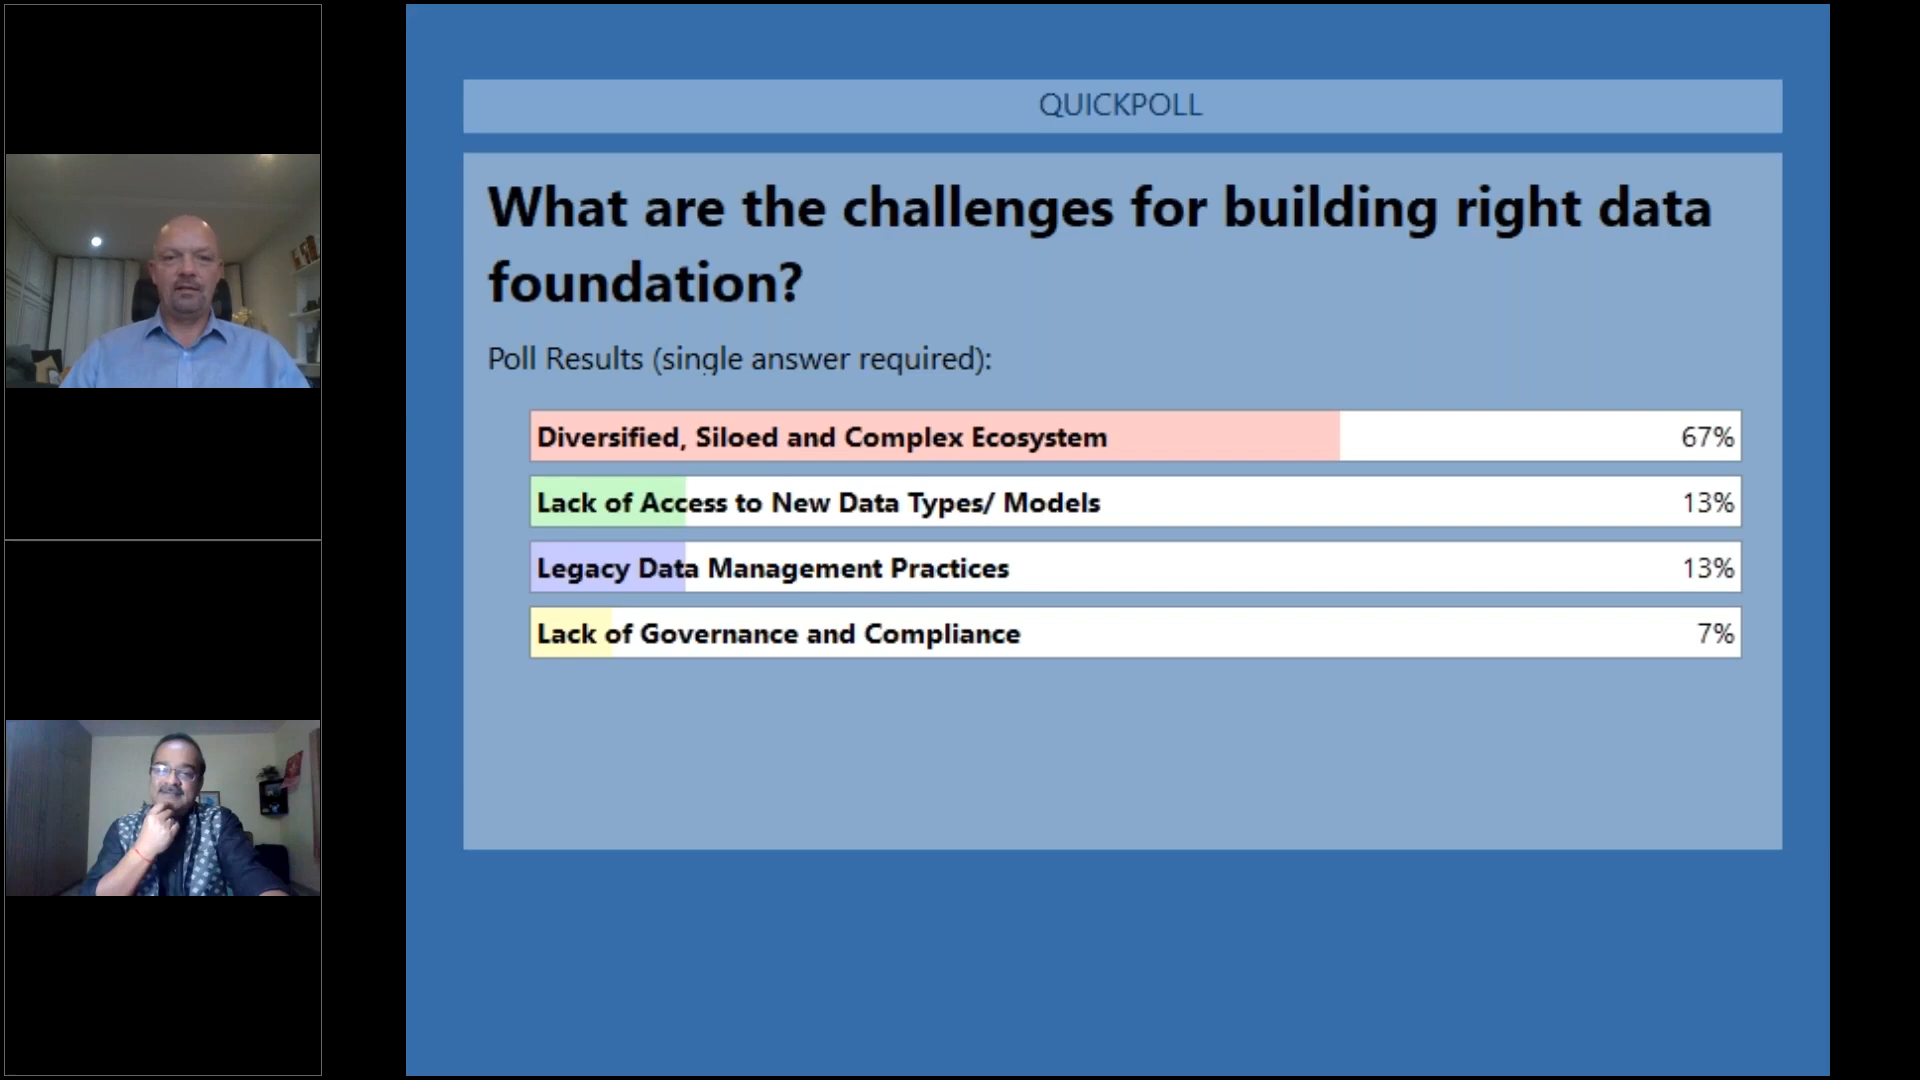 QUICKPOLL
What are the challenges for building right data
foundation?
Poll Results (single answer required):
Diversified, Siloed and Complex Ecosystem 67%
Lack of Access to New Data Types/ Models 13%
Legacy Data Management Practices 13%
Lack of Governance and Compliance 7%